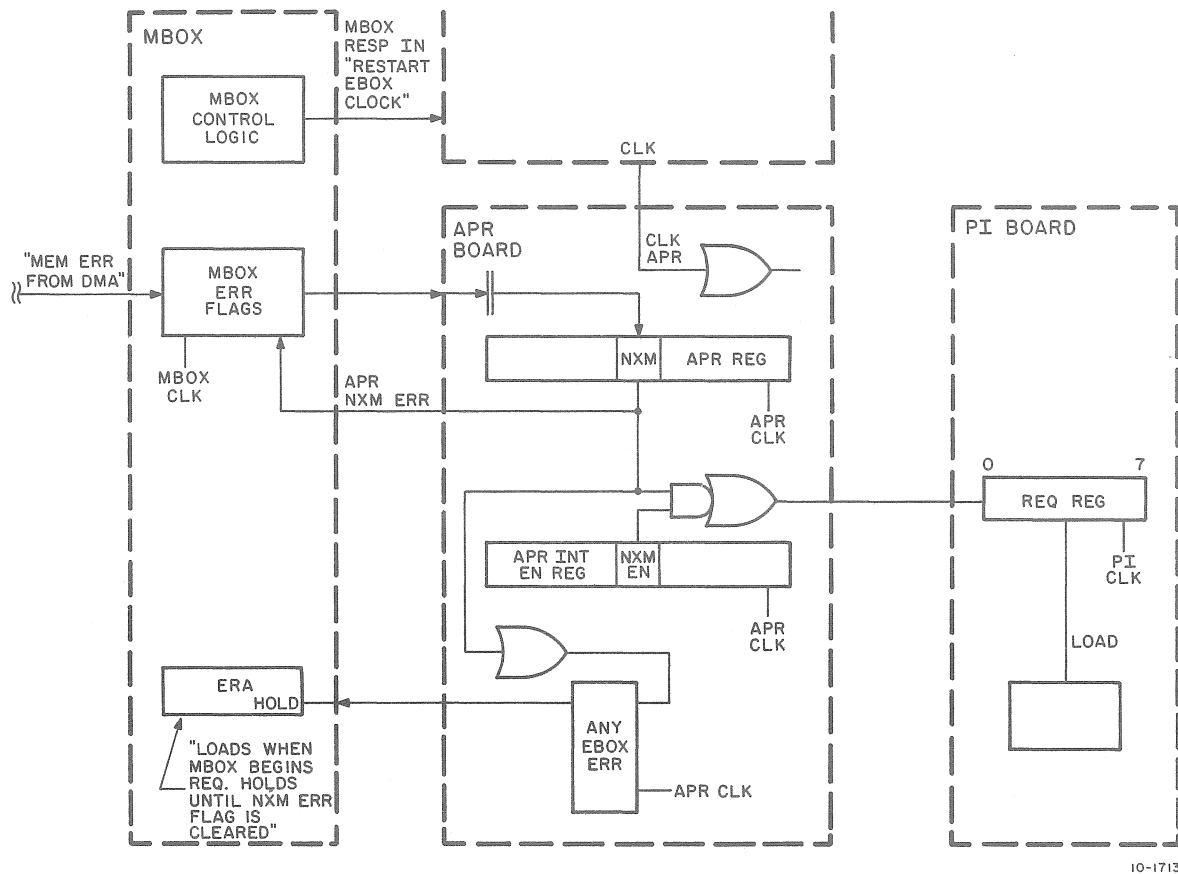 MBOX
MBOX
CONTROL
LOGIC
MBOX
RESP IN
"RESTART
EBOX
CLOCK"
CLK
"MEM ERR
FROM DMA"
MBOX
ERR
FLAGS
MBOX
CLK
APR
BOARD
CLK
APR
NXM
APR REG
APR
CLK
APR
NXM ERR
APR INT
EN REG
NXM
EN
APR
CLK
ERA
HOLD
"LOADS WHEN
MBOX BEGINS
REQ. HOLDS
UNTIL NXM ERR
FLAG IS
CLEARED"
ANY
EBOX
ERR
APR CLK
PI BOARD
0 7
REQ REG
PI
CLK
LOAD
10-1713